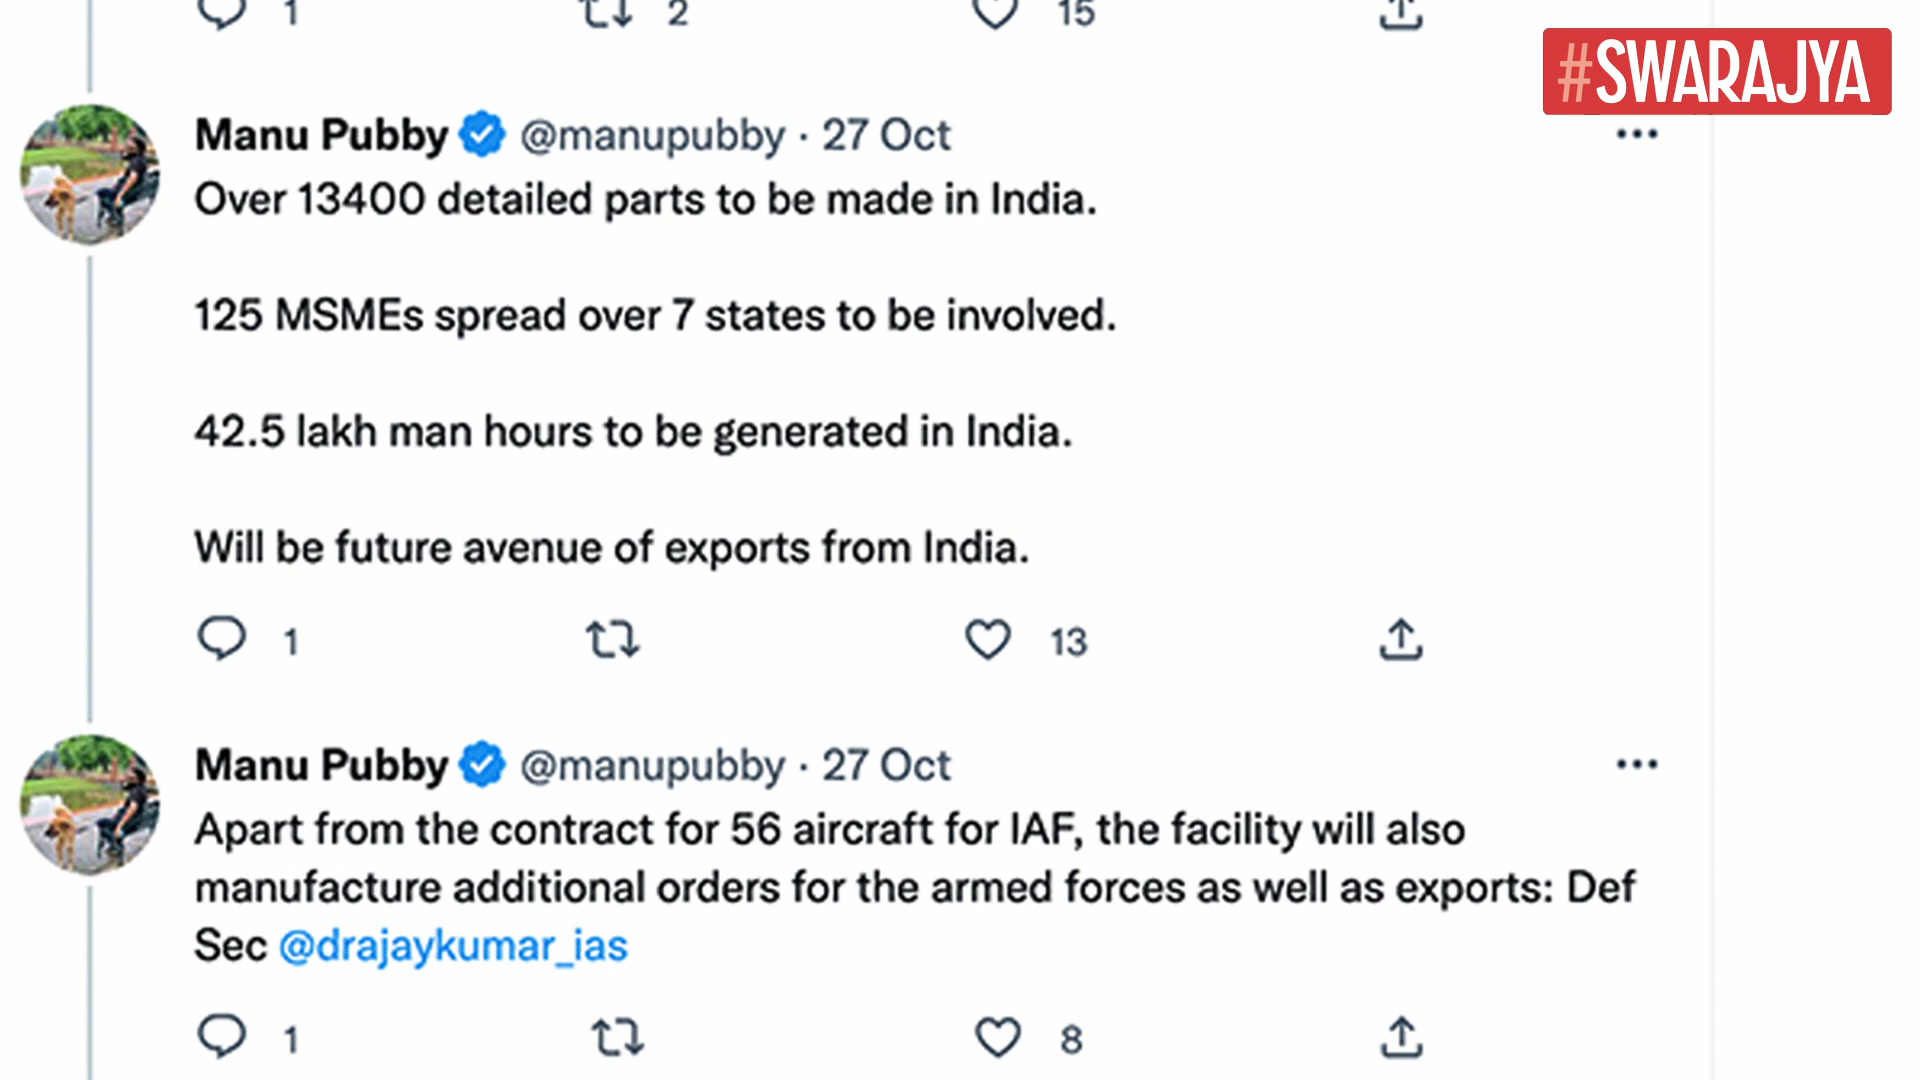 1 2 15
#SWARAJYA
Manu Pubby @manupubby · 27 Oct
Over 13400 detailed parts to be made in India.
125 MSMEs spread over 7 states to be involved.
42.5 lakh man hours to be generated in India.
Will be future avenue of exports from India.
1 13
Manu Pubby @manupubby · 27 Oct
Apart from the contract for 56 aircraft for IAF, the facility will also
manufacture additional orders for the armed forces as well as exports: Def
Sec @drajaykumar_ias
1 8